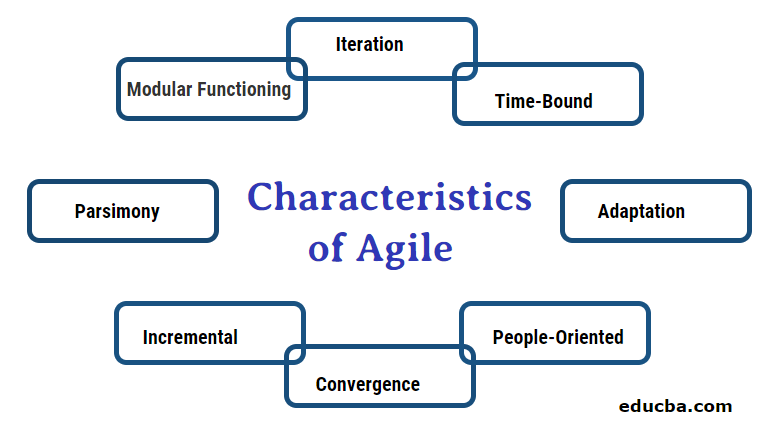 Iteration
Modular Functioning
Time-Bound
Characteristics
of Agile
Parsimony
Adaptation
Incremental
People-Oriented
Convergence
educba.com